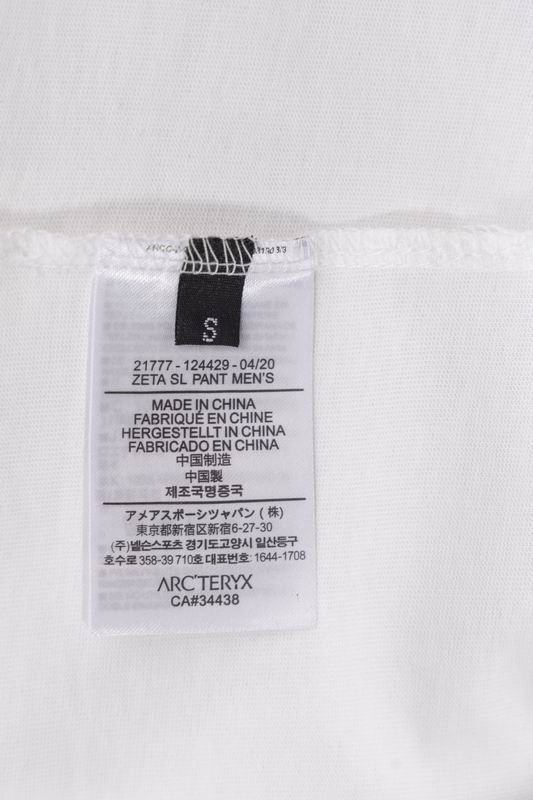 S
21777 - 124429 - 04/20
ZETA SL PANT MEN'S
MADE IN CHINA
FABRIQUÉ EN CHINE
HERGESTELLT IN CHINA
FABRICADO EN CHINA
中国制造
中国製
제조국명중국
アメアスポーツジャパン(株)
東京都新宿区新宿6-27-30
(주)넬슨스포츠 경기도고양시 일산동구
호수로 358-39 710호 대표번호: 1644-1708
ARC'TERYX
CA#34438